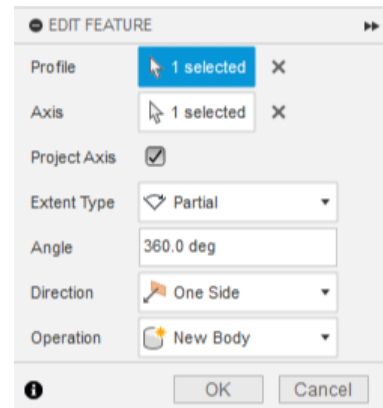 EDIT FEATURE
Profile 1 selected
Axis 1 selected
Project Axis
Extent Type Partial
Angle 360.0 deg
Direction One Side
Operation New Body
OK Cancel